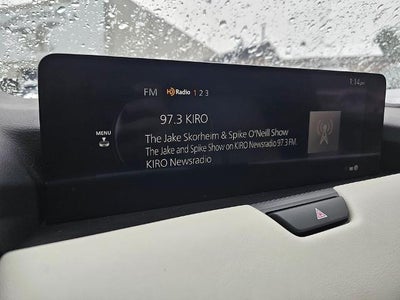 1:14 pm
FM HD Radio 1 2 3
97.3 KIRO
MENU
The Jake Skorheim & Spike O'Neill Show
The Jake and Spike Show on KIRO Newsradio 97.3 FM.
KIRO Newsradio